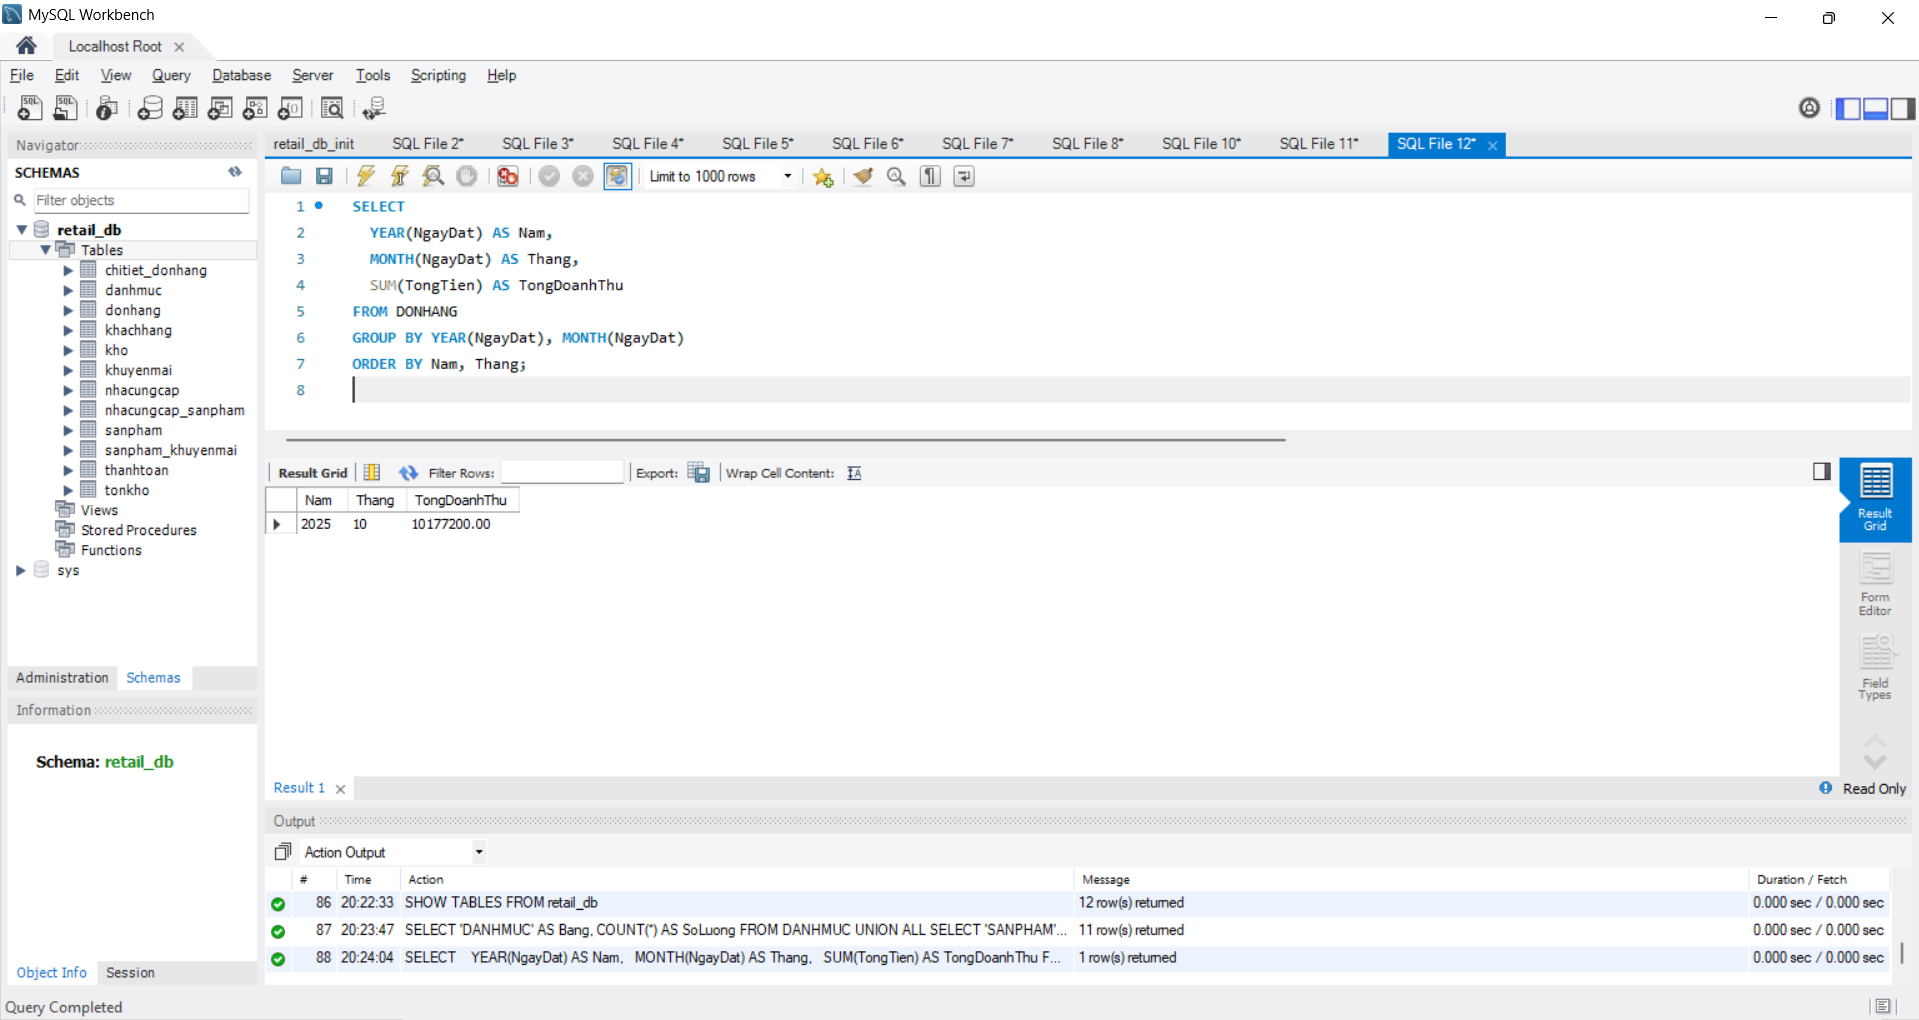 MySQL Workbench
Localhost Root
File Edit View Query Database Server Tools Scripting Help
Navigator
SCHEMAS
Filter objects
retail_db
Tables
chitiet_donhang
danhmuc
donhang
khachhang
kho
khuyenmai
nhacungcap
nhacungcap_sanpham
sanpham
sanpham_khuyenmai
thanhtoan
tonkho
Views
Stored Procedures
Functions
sys
Administration Schemas
Information
Schema: retail_db
Object Info Session
retail_db_init SQL File 2* SQL File 3* SQL File 4* SQL File 5* SQL File 6* SQL File 7* SQL File 8* SQL File 10* SQL File 11* SQL File 12*
Limit to 1000 rows
1 SELECT
2 YEAR(NgayDat) AS Nam,
3 MONTH(NgayDat) AS Thang,
4 SUM(TongTien) AS TongDoanhThu
5 FROM DONHANG
6 GROUP BY YEAR(NgayDat), MONTH(NgayDat)
7 ORDER BY Nam, Thang;
8
Result Grid Filter Rows: Export: Wrap Cell Content:
Nam Thang TongDoanhThu
2025 10 10177200.00
Result Grid
Form Editor
Field Types
Result 1
Read Only
Output
Action Output
# Time Action Message Duration / Fetch
86 20:22:33 SHOW TABLES FROM retail_db 12 row(s) returned 0.000 sec / 0.000 sec
87 20:23:47 SELECT 'DANHMUC' AS Bang, COUNT(*) AS SoLuong FROM DANHMUC UNION ALL SELECT 'SANPHAM'... 11 row(s) returned 0.000 sec / 0.000 sec
88 20:24:04 SELECT YEAR(NgayDat) AS Nam, MONTH(NgayDat) AS Thang, SUM(TongTien) AS TongDoanhThu F... 1 row(s) returned 0.000 sec / 0.000 sec
Query Completed